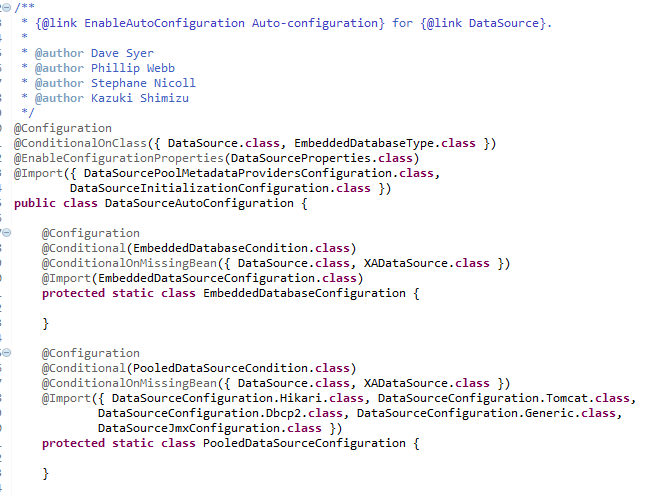 /**
 * {@link EnableAutoConfiguration Auto-configuration} for {@link DataSource}.
 *
 * @author Dave Syer
 * @author Phillip Webb
 * @author Stephane Nicoll
 * @author Kazuki Shimizu
 */
@Configuration
@ConditionalOnClass({ DataSource.class, EmbeddedDatabaseType.class })
@EnableConfigurationProperties(DataSourceProperties.class)
@Import({ DataSourcePoolMetadataProvidersConfiguration.class,
        DataSourceInitializationConfiguration.class })
public class DataSourceAutoConfiguration {
    @Configuration
    @Conditional(EmbeddedDatabaseCondition.class)
    @ConditionalOnMissingBean({ DataSource.class, XADataSource.class })
    @Import(EmbeddedDataSourceConfiguration.class)
    protected static class EmbeddedDatabaseConfiguration {
    }
    @Configuration
    @Conditional(PooledDataSourceCondition.class)
    @ConditionalOnMissingBean({ DataSource.class, XADataSource.class })
    @Import({ DataSourceConfiguration.Hikari.class, DataSourceConfiguration.Tomcat.class,
            DataSourceConfiguration.Dbcp2.class, DataSourceConfiguration.Generic.class,
            DataSourceJmxConfiguration.class })
    protected static class PooledDataSourceConfiguration {
    }